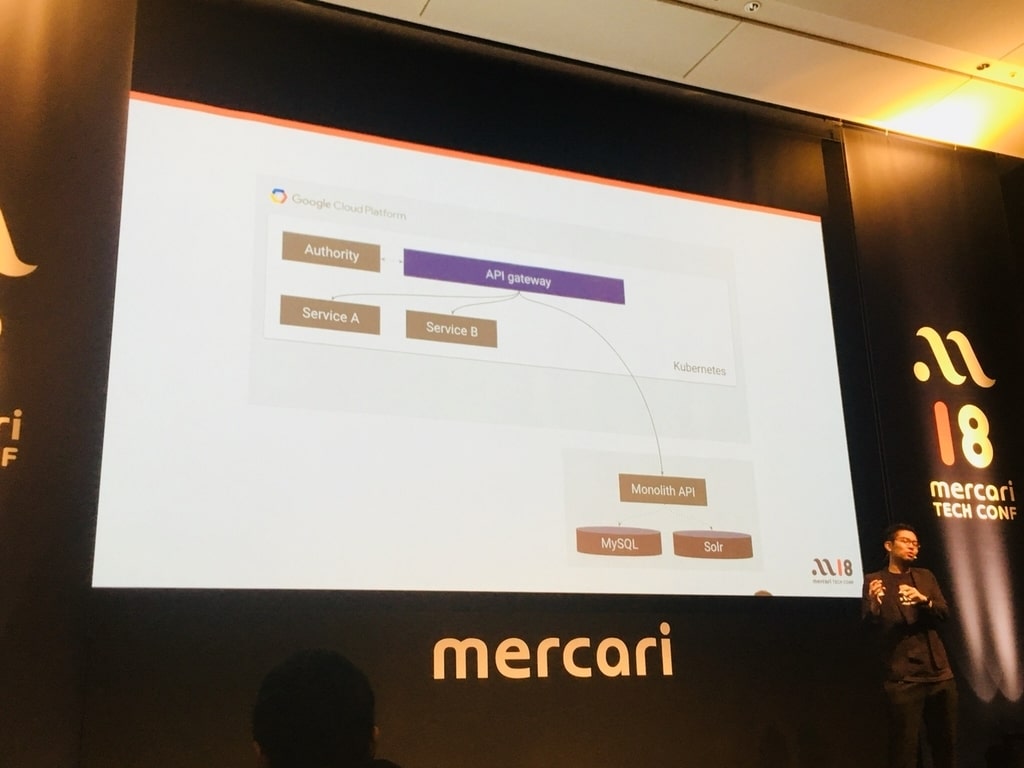 Google Cloud Platform
Authority
API gateway
Service A
Service B
Kubernetes
Monolith API
MySQL
Solr
18
mercari TECH CONF
mercari
18
mercari
TECH CONF
ri
F